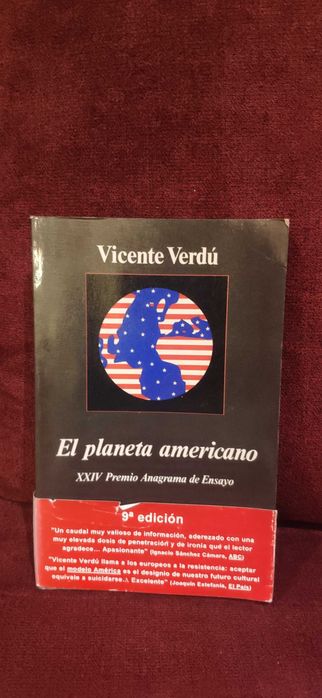 Vicente Verdú
El planeta americano
XXIV Premio Anagrama de Ensayo
9ª edición
"Un caudal muy valioso de información, aderezado con una
muy elevada dosis de penetración y de ironía qué el lector
agradece... Apasionante" (Ignacio Sánchez Cámara, ABC)
"Vicente Verdú llama a los europeos a la resistencia: aceptar
que el modelo América es el designio de nuestro futuro cultural
equivale a suicidarse... Excelente" (Joaquín Estefanía, El País)